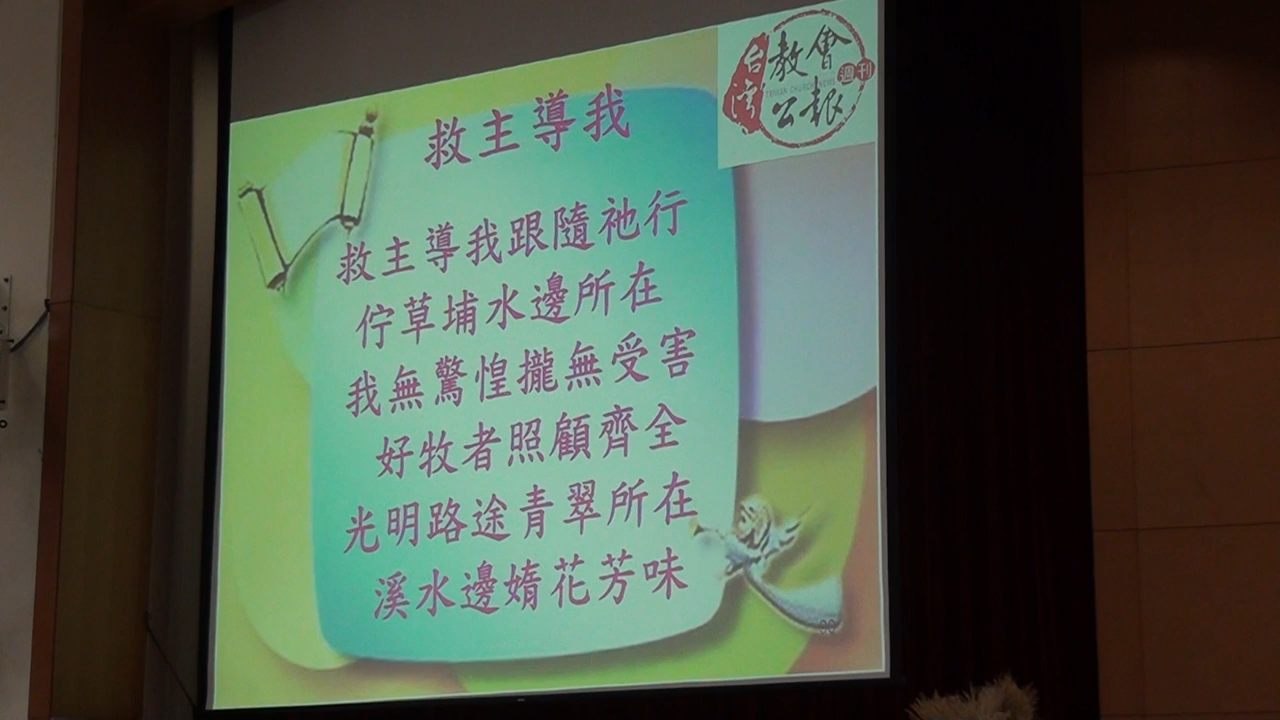 台灣
教會
公報
週刊
TAIWAN CHURCH NEWS
救主導我
救主導我跟隨祂行
佇草埔水邊所在
我無驚惶攏無受害
好牧者照顧齊全
光明路途青翠所在
溪水邊媠花芳味